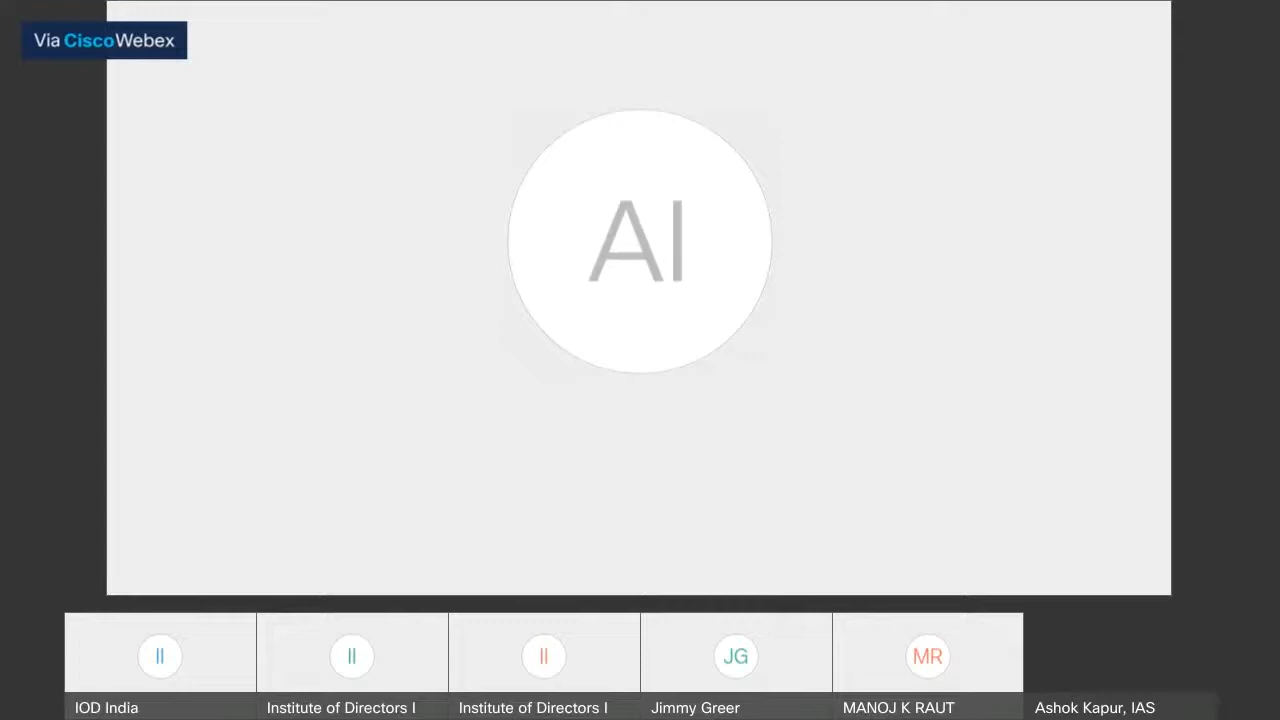 Via CiscoWebex
AI
II
II
II
JG
MR
IOD India
Institute of Directors I
Institute of Directors I
Jimmy Greer
MANOJ K RAUT
Ashok Kapur, IAS